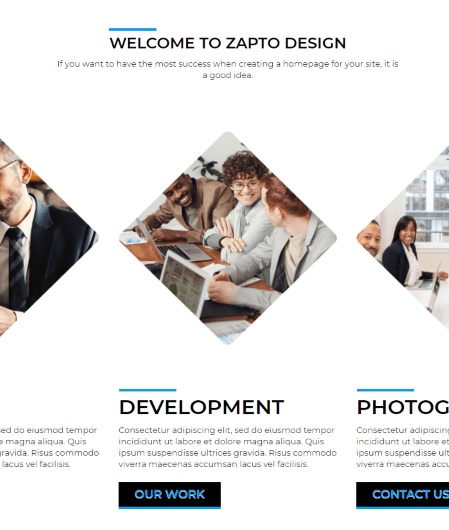 WELCOME TO ZAPTO DESIGN
If you want to have the most success when creating a homepage for your site, it is
a good idea.
sed do eiusmod tempor
magna aliqua. Quis
gravida. Risus commodo
lacus vel facilisis.
DEVELOPMENT
Consectetur adipiscing elit, sed do eiusmod tempor
incididunt ut labore et dolore magna aliqua. Quis
ipsum suspendisse ultrices gravida. Risus commodo
viverra maecenas accumsan lacus vel facilisis.
OUR WORK
PHOTOG
Consectetur adipiscing
incididunt ut labore et
ipsum suspendisse ultr
viverra maecenas accu
CONTACT US